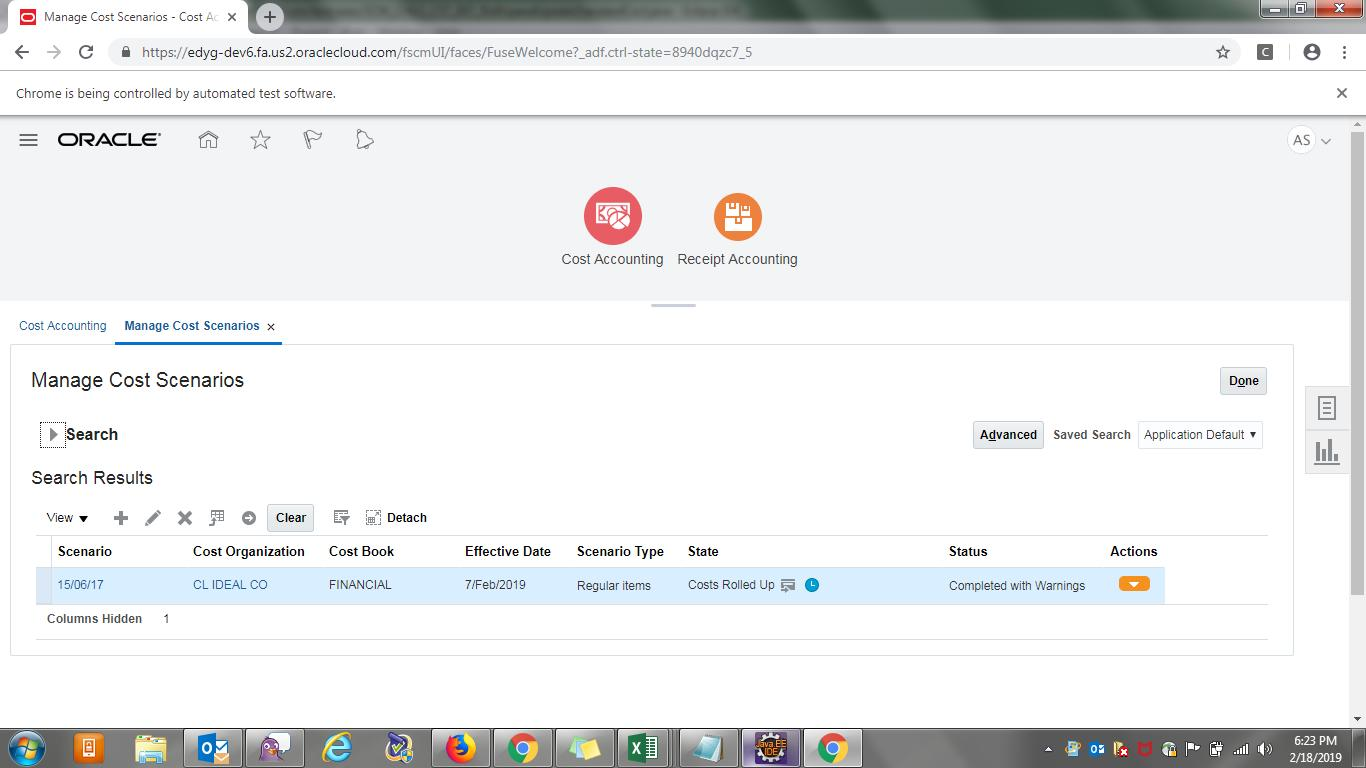 Manage Cost Scenarios - Cost Ac
https://edyg-dev6.fa.us2.oraclecloud.com/fscmUI/faces/FuseWelcome?_adf.ctrl-state=8940dqzc7_5
C
Chrome is being controlled by automated test software.
ORACLE
AS
Cost Accounting
Receipt Accounting
Cost Accounting
Manage Cost Scenarios
Manage Cost Scenarios
Done
Search
Advanced Saved Search Application Default
Search Results
View Clear Detach
Scenario Cost Organization Cost Book Effective Date Scenario Type State Status Actions
15/06/17 CL IDEAL CO FINANCIAL 7/Feb/2019 Regular items Costs Rolled Up Completed with Warnings
Columns Hidden 1
Java EE
IDE
6:23 PM
2/18/2019